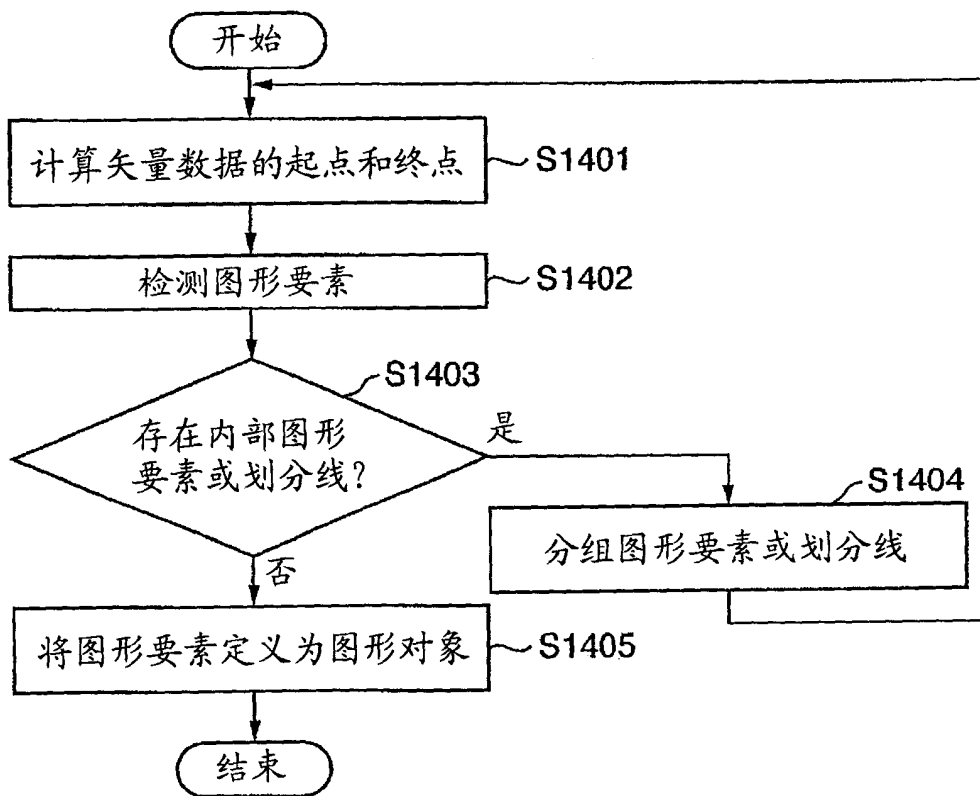 开始
计算矢量数据的起点和终点
S1401
检测图形要素
S1402
S1403
存在内部图形
要素或划分线?
是
S1404
分组图形要素或划分线
否
将图形要素定义为图形对象
S1405
结束